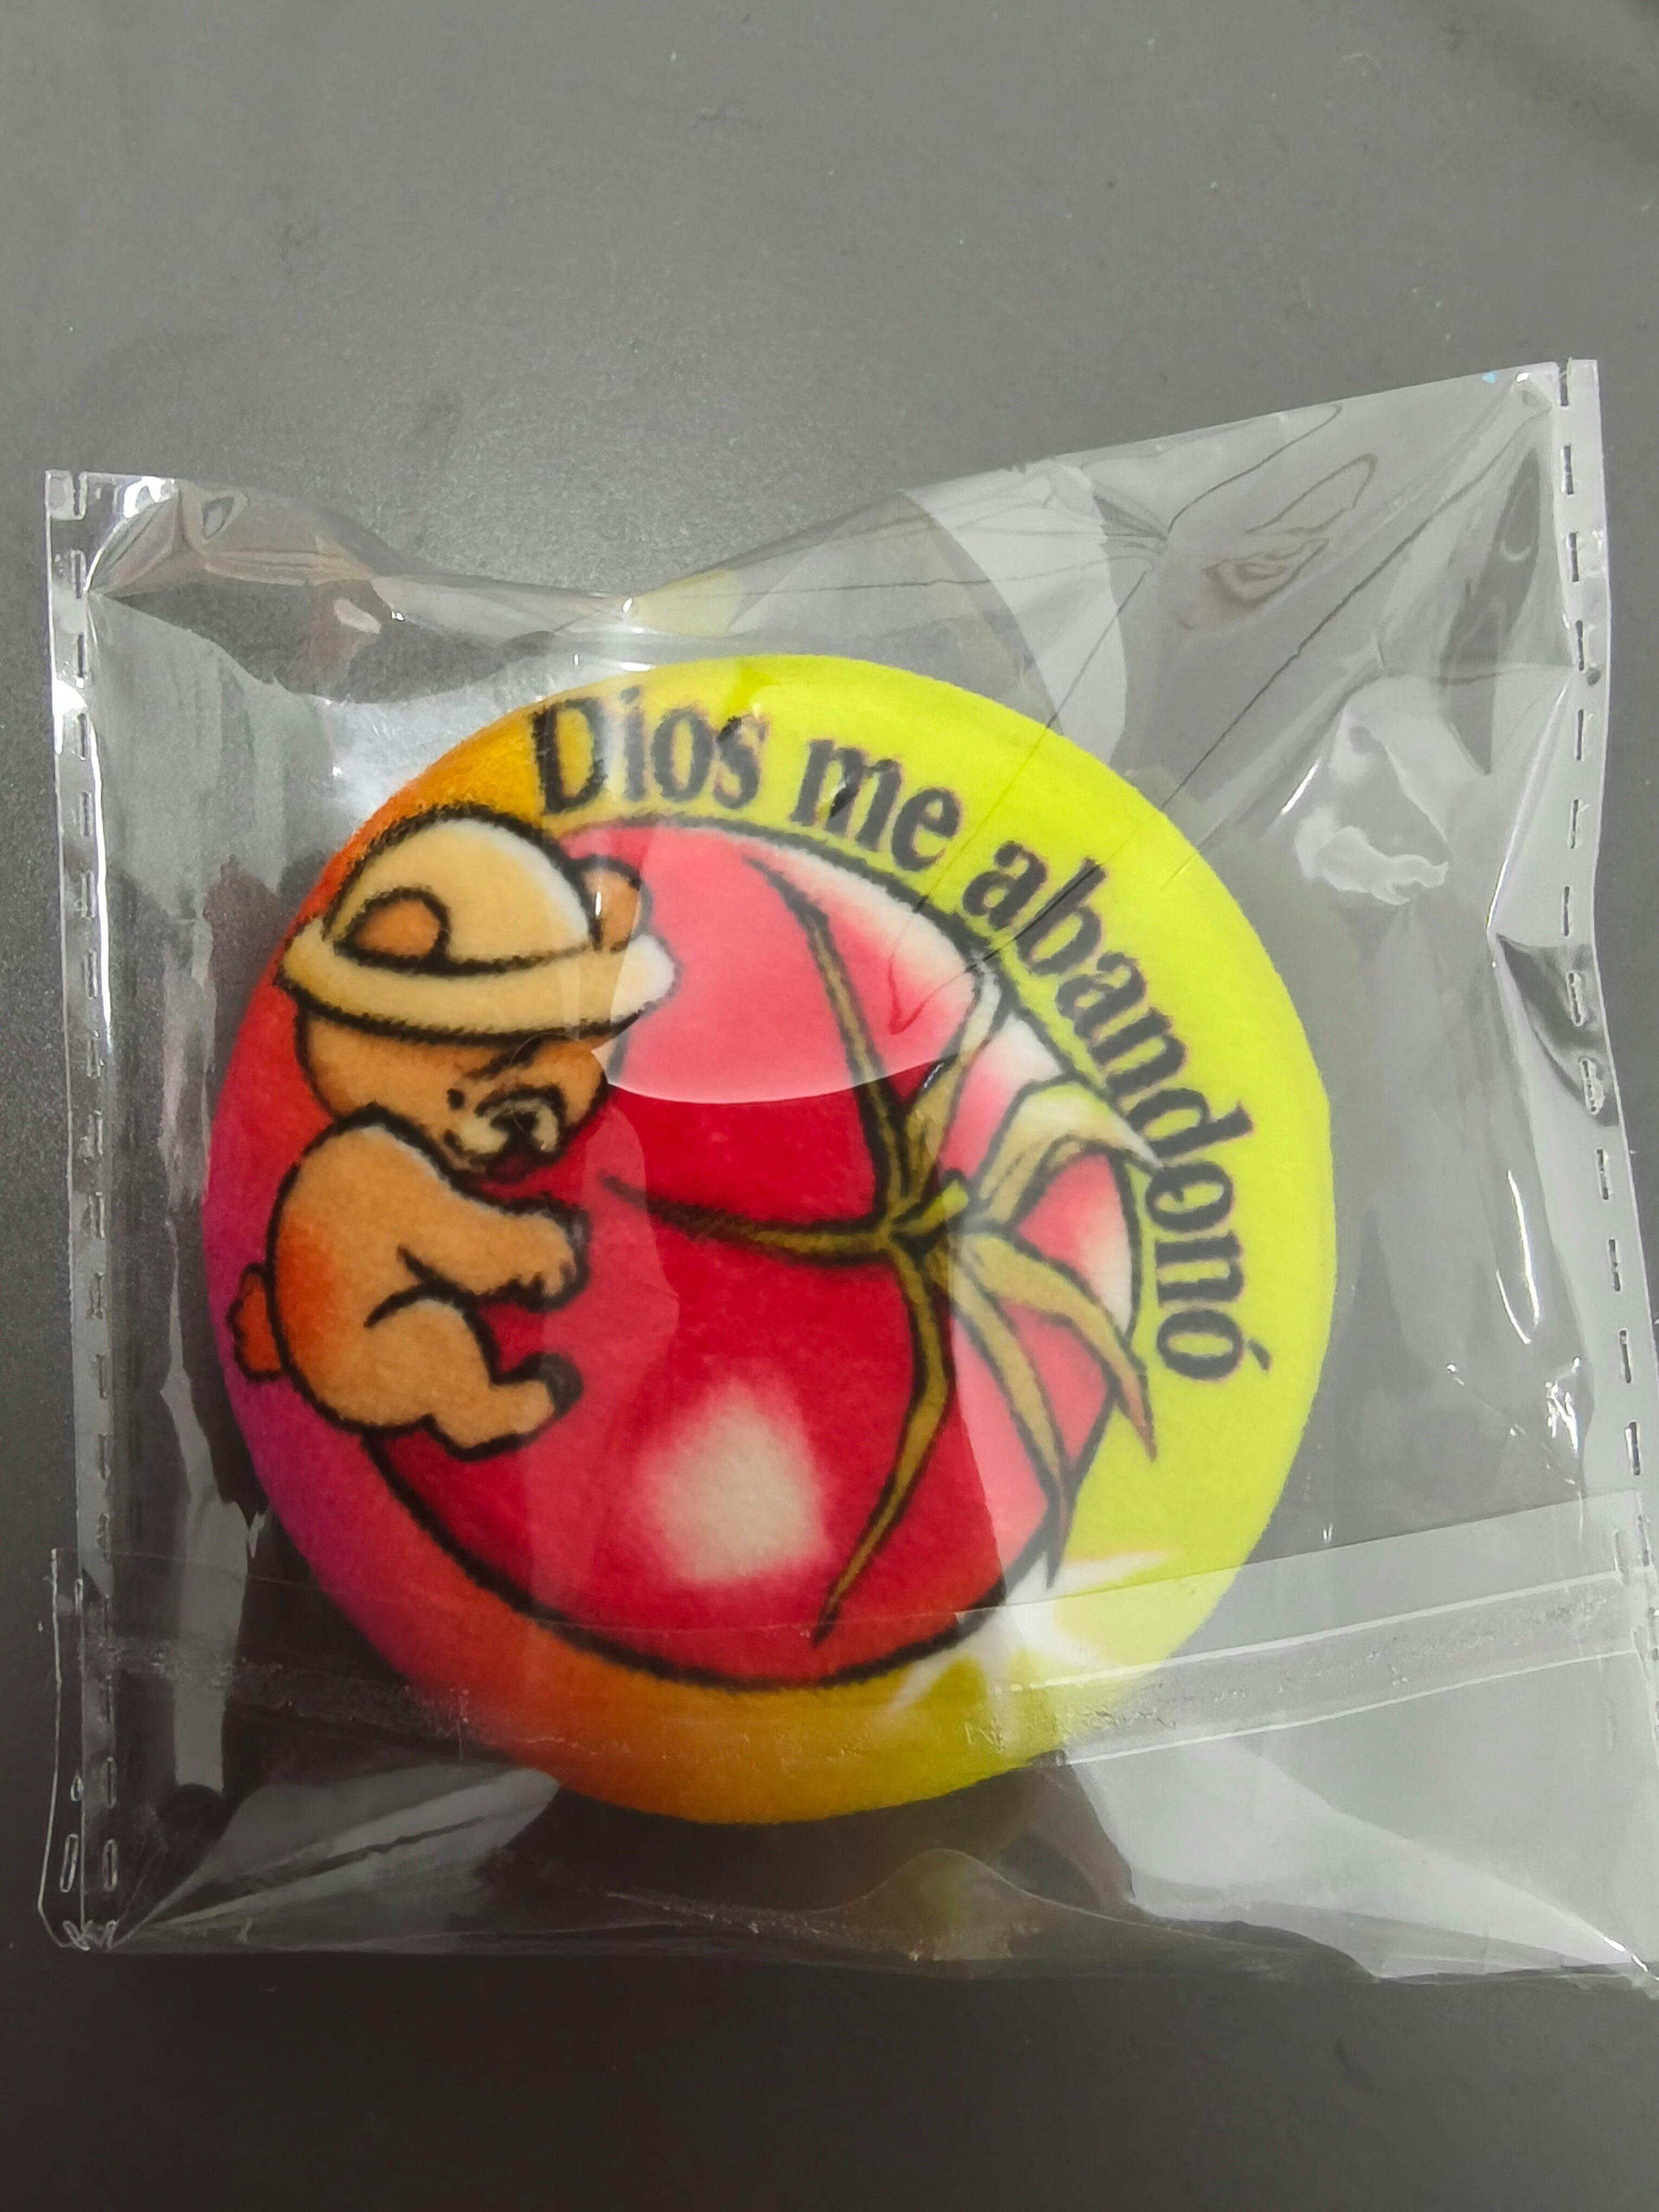 Dios me abandonó